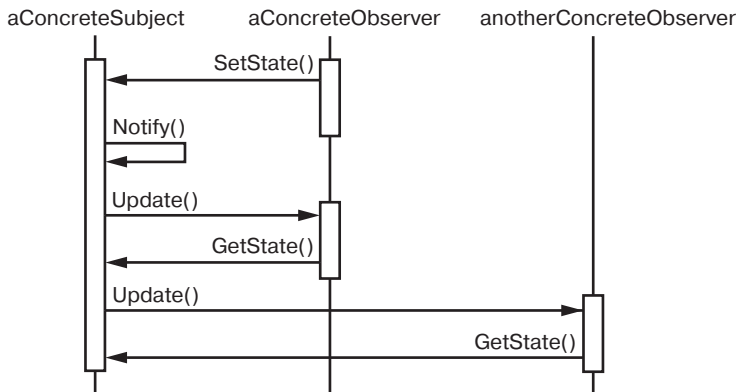 aConcreteSubject
aConcreteObserver
anotherConcreteObserver
SetState()
Notify()
Update()
GetState()
Update()
GetState()